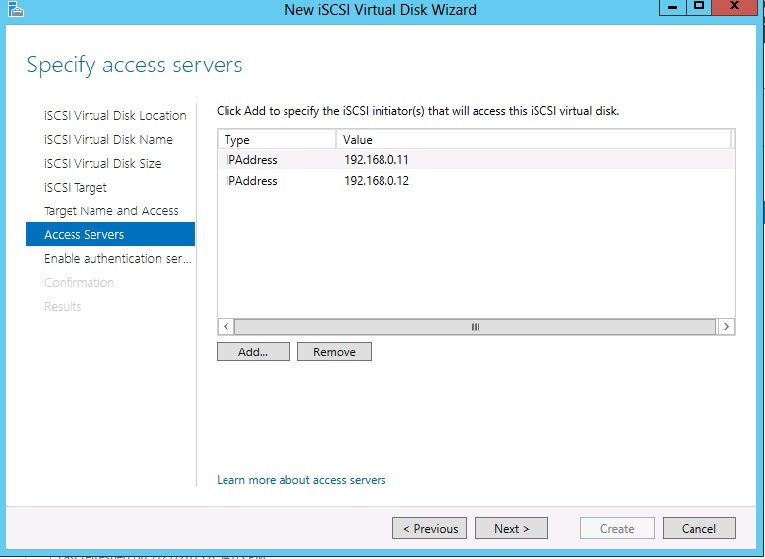 New iSCSI Virtual Disk Wizard
Specify access servers
iSCSI Virtual Disk Location
iSCSI Virtual Disk Name
iSCSI Virtual Disk Size
iSCSI Target
Target Name and Access
Access Servers
Enable authentication ser...
Confirmation
Results
Click Add to specify the iSCSI initiator(s) that will access this iSCSI virtual disk.
Type Value
IPAddress 192.168.0.11
IPAddress 192.168.0.12
Add... Remove
Learn more about access servers
< Previous Next > Create Cancel